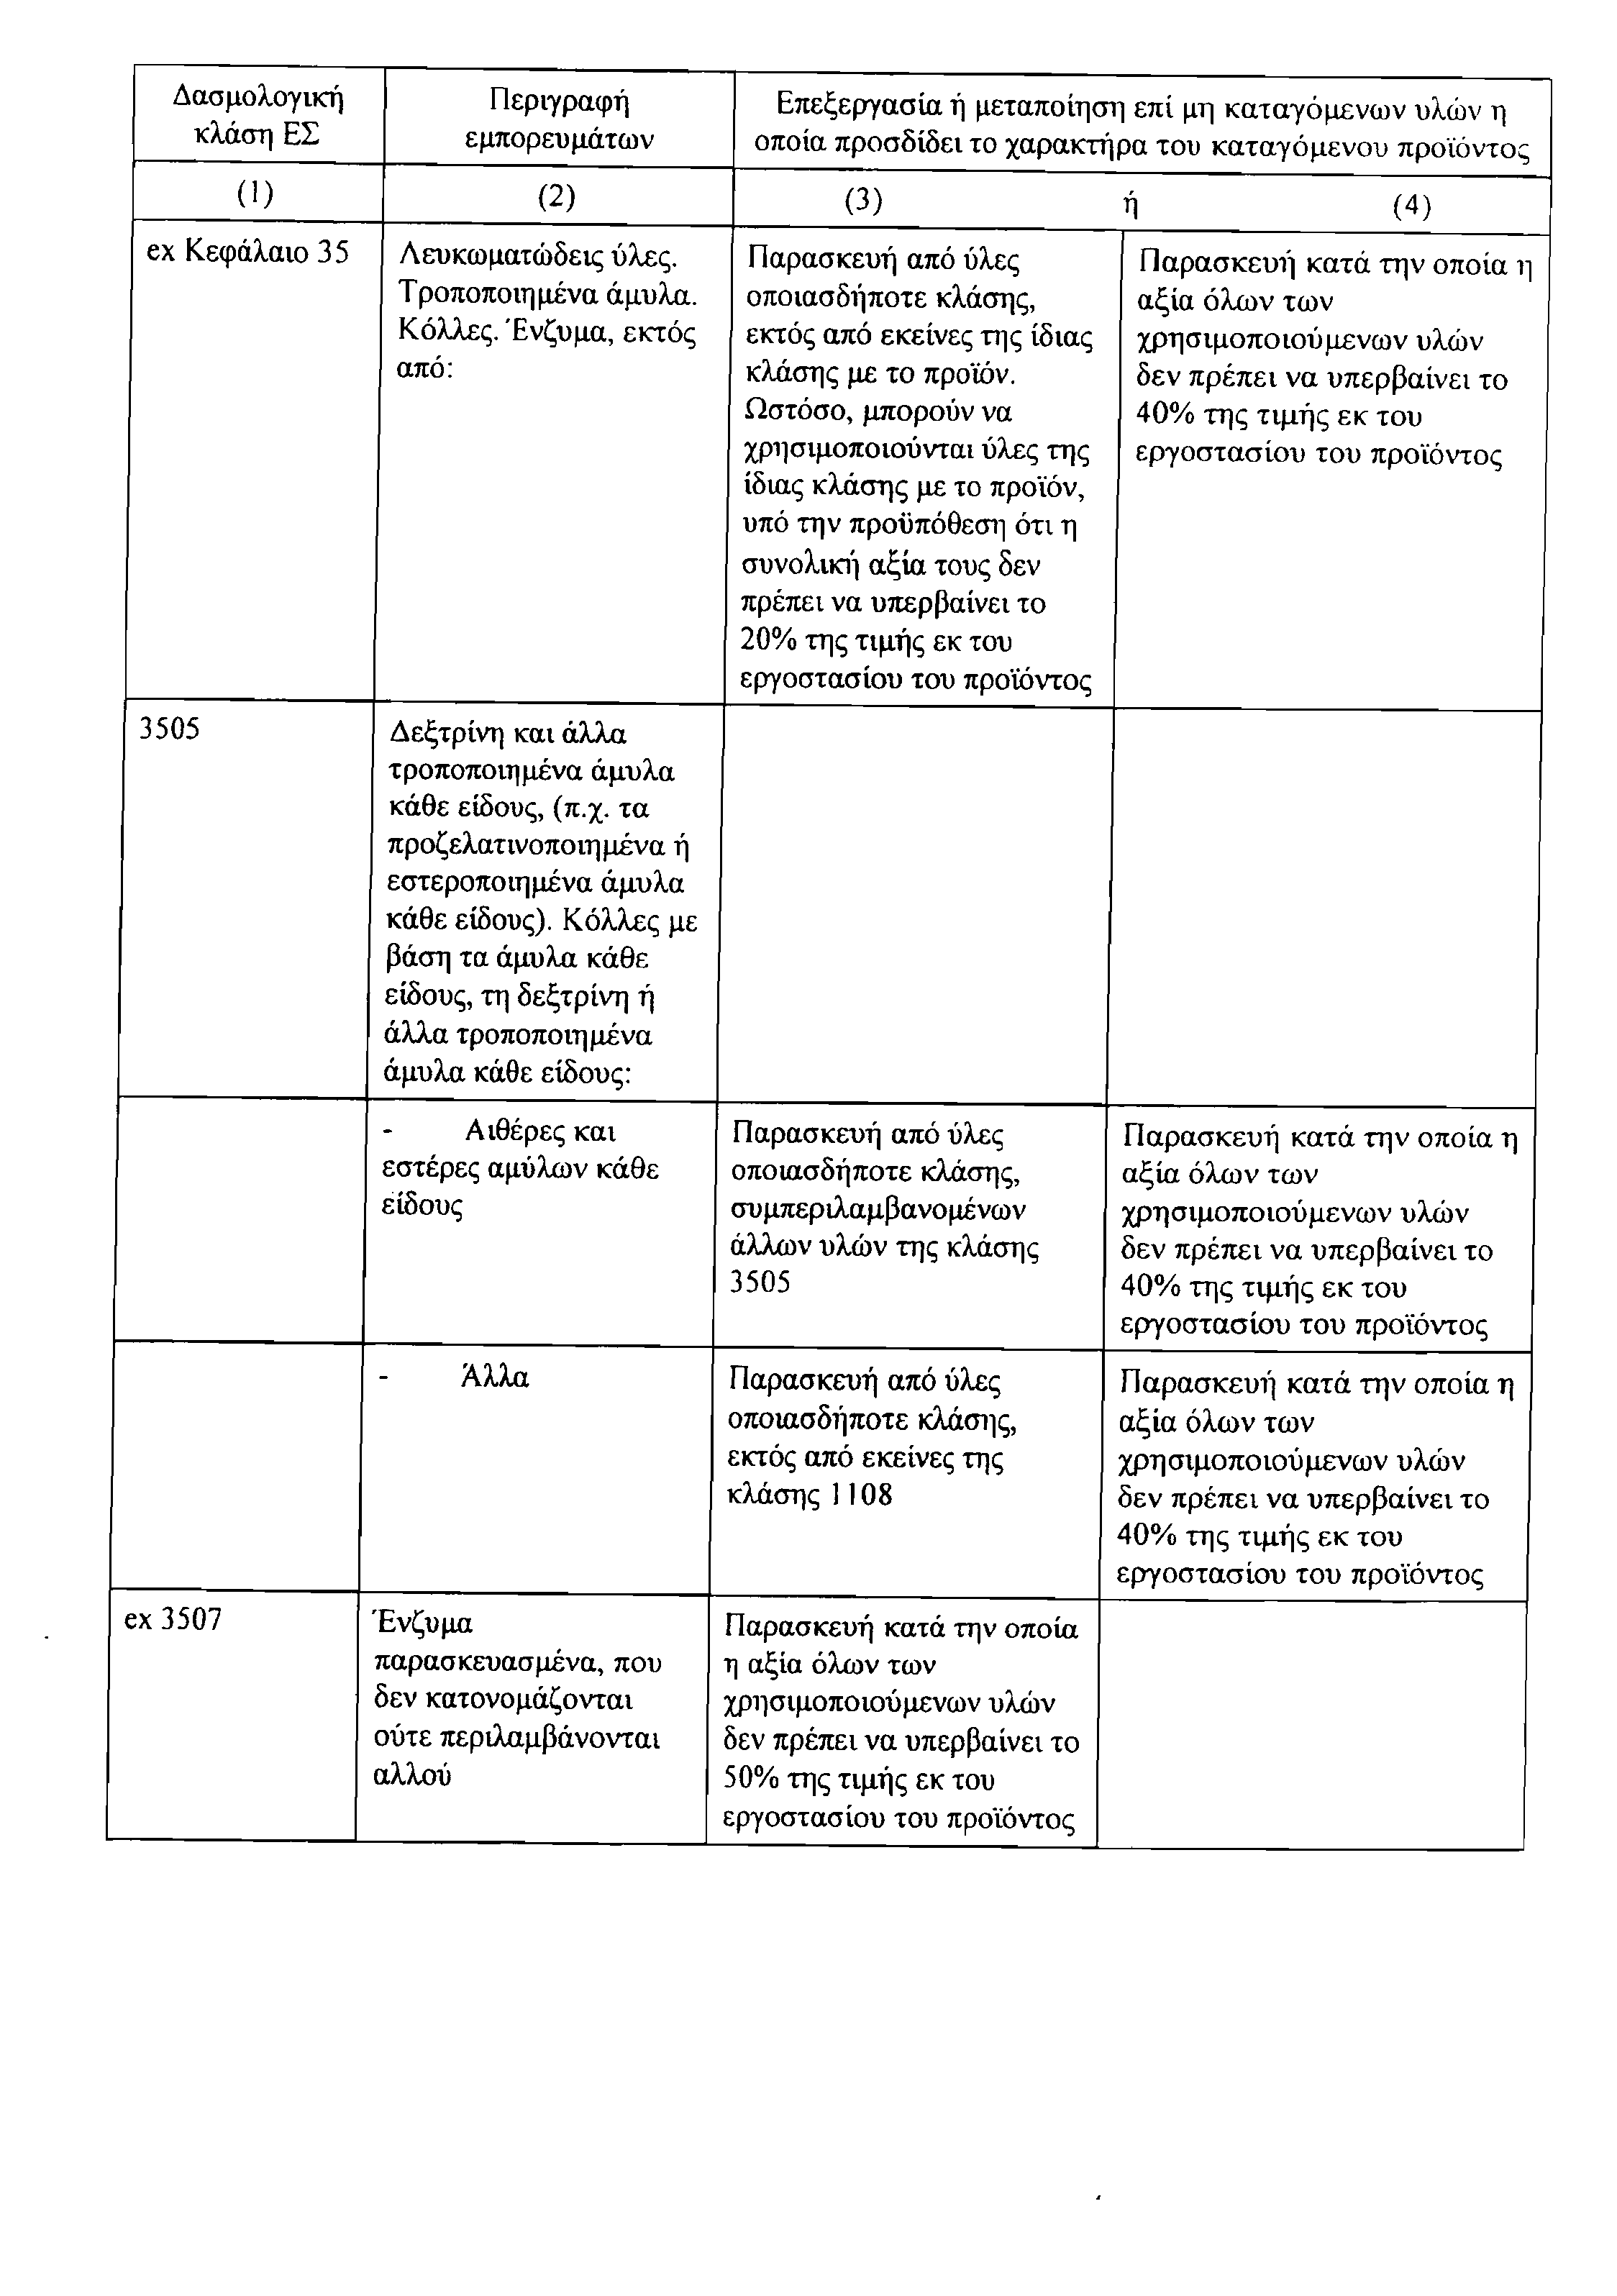 Δασμολογική
κλάση ΕΣ
Περιγραφή
εμπορευμάτων
Επεξεργασία ή μεταποίηση επί μη καταγόμενων υλών η
οποία προσδίδει το χαρακτήρα του καταγόμενου προϊόντος
(1)
(2)
(3) ή (4)
ex Κεφάλαιο 35
Λευκωματώδεις ύλες.
Τροποποιημένα άμυλα.
Κόλλες. Ένζυμα, εκτός
από:
Παρασκευή από ύλες
οποιασδήποτε κλάσης,
εκτός από εκείνες της ίδιας
κλάσης με το προϊόν.
Ωστόσο, μπορούν να
χρησιμοποιούνται ύλες της
ίδιας κλάσης με το προϊόν,
υπό την προϋπόθεση ότι η
συνολική αξία τους δεν
πρέπει να υπερβαίνει το
20% της τιμής εκ του
εργοστασίου του προϊόντος
Παρασκευή κατά την οποία η
αξία όλων των
χρησιμοποιούμενων υλών
δεν πρέπει να υπερβαίνει το
40% της τιμής εκ του
εργοστασίου του προϊόντος
3505
Δεξτρίνη και άλλα
τροποποιημένα άμυλα
κάθε είδους, (π.χ. τα
προζελατινοποιημένα ή
εστεροποιημένα άμυλα
κάθε είδους). Κόλλες με
βάση τα άμυλα κάθε
είδους, τη δεξτρίνη ή
άλλα τροποποιημένα
άμυλα κάθε είδους:
- Αιθέρες και
εστέρες αμύλων κάθε
είδους
Παρασκευή από ύλες
οποιασδήποτε κλάσης,
συμπεριλαμβανομένων
άλλων υλών της κλάσης
3505
Παρασκευή κατά την οποία η
αξία όλων των
χρησιμοποιούμενων υλών
δεν πρέπει να υπερβαίνει το
40% της τιμής εκ του
εργοστασίου του προϊόντος
- Άλλα
Παρασκευή από ύλες
οποιασδήποτε κλάσης,
εκτός από εκείνες της
κλάσης 1108
Παρασκευή κατά την οποία η
αξία όλων των
χρησιμοποιούμενων υλών
δεν πρέπει να υπερβαίνει το
40% της τιμής εκ του
εργοστασίου του προϊόντος
ex 3507
Ένζυμα
παρασκευασμένα, που
δεν κατονομάζονται
ούτε περιλαμβάνονται
αλλού
Παρασκευή κατά την οποία
η αξία όλων των
χρησιμοποιούμενων υλών
δεν πρέπει να υπερβαίνει το
50% της τιμής εκ του
εργοστασίου του προϊόντος